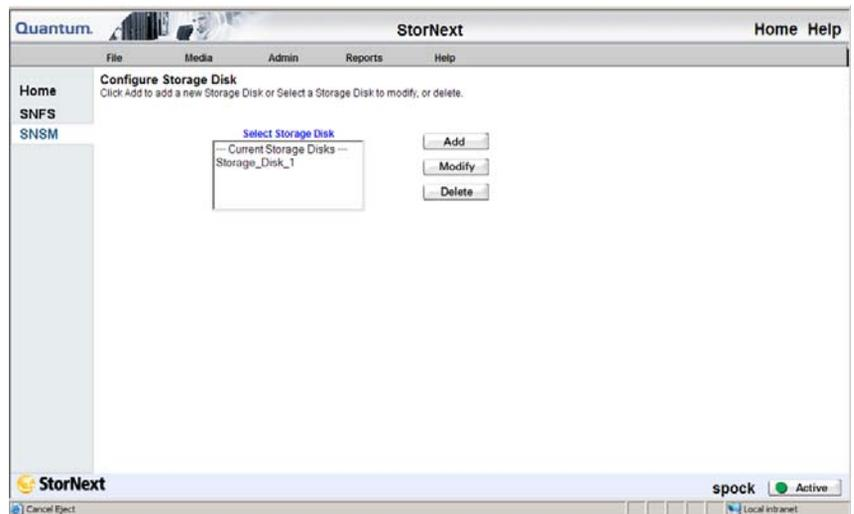 Quantum.
StorNext
Home Help
File Media Admin Reports Help
Home
SNFS
SNSM
Configure Storage Disk
Click Add to add a new Storage Disk or Select a Storage Disk to modify, or delete.
Select Storage Disk
--- Current Storage Disks ---
Storage_Disk_1
Add
Modify
Delete
StorNext
spock
Active
Cancel Eject
Local intranet